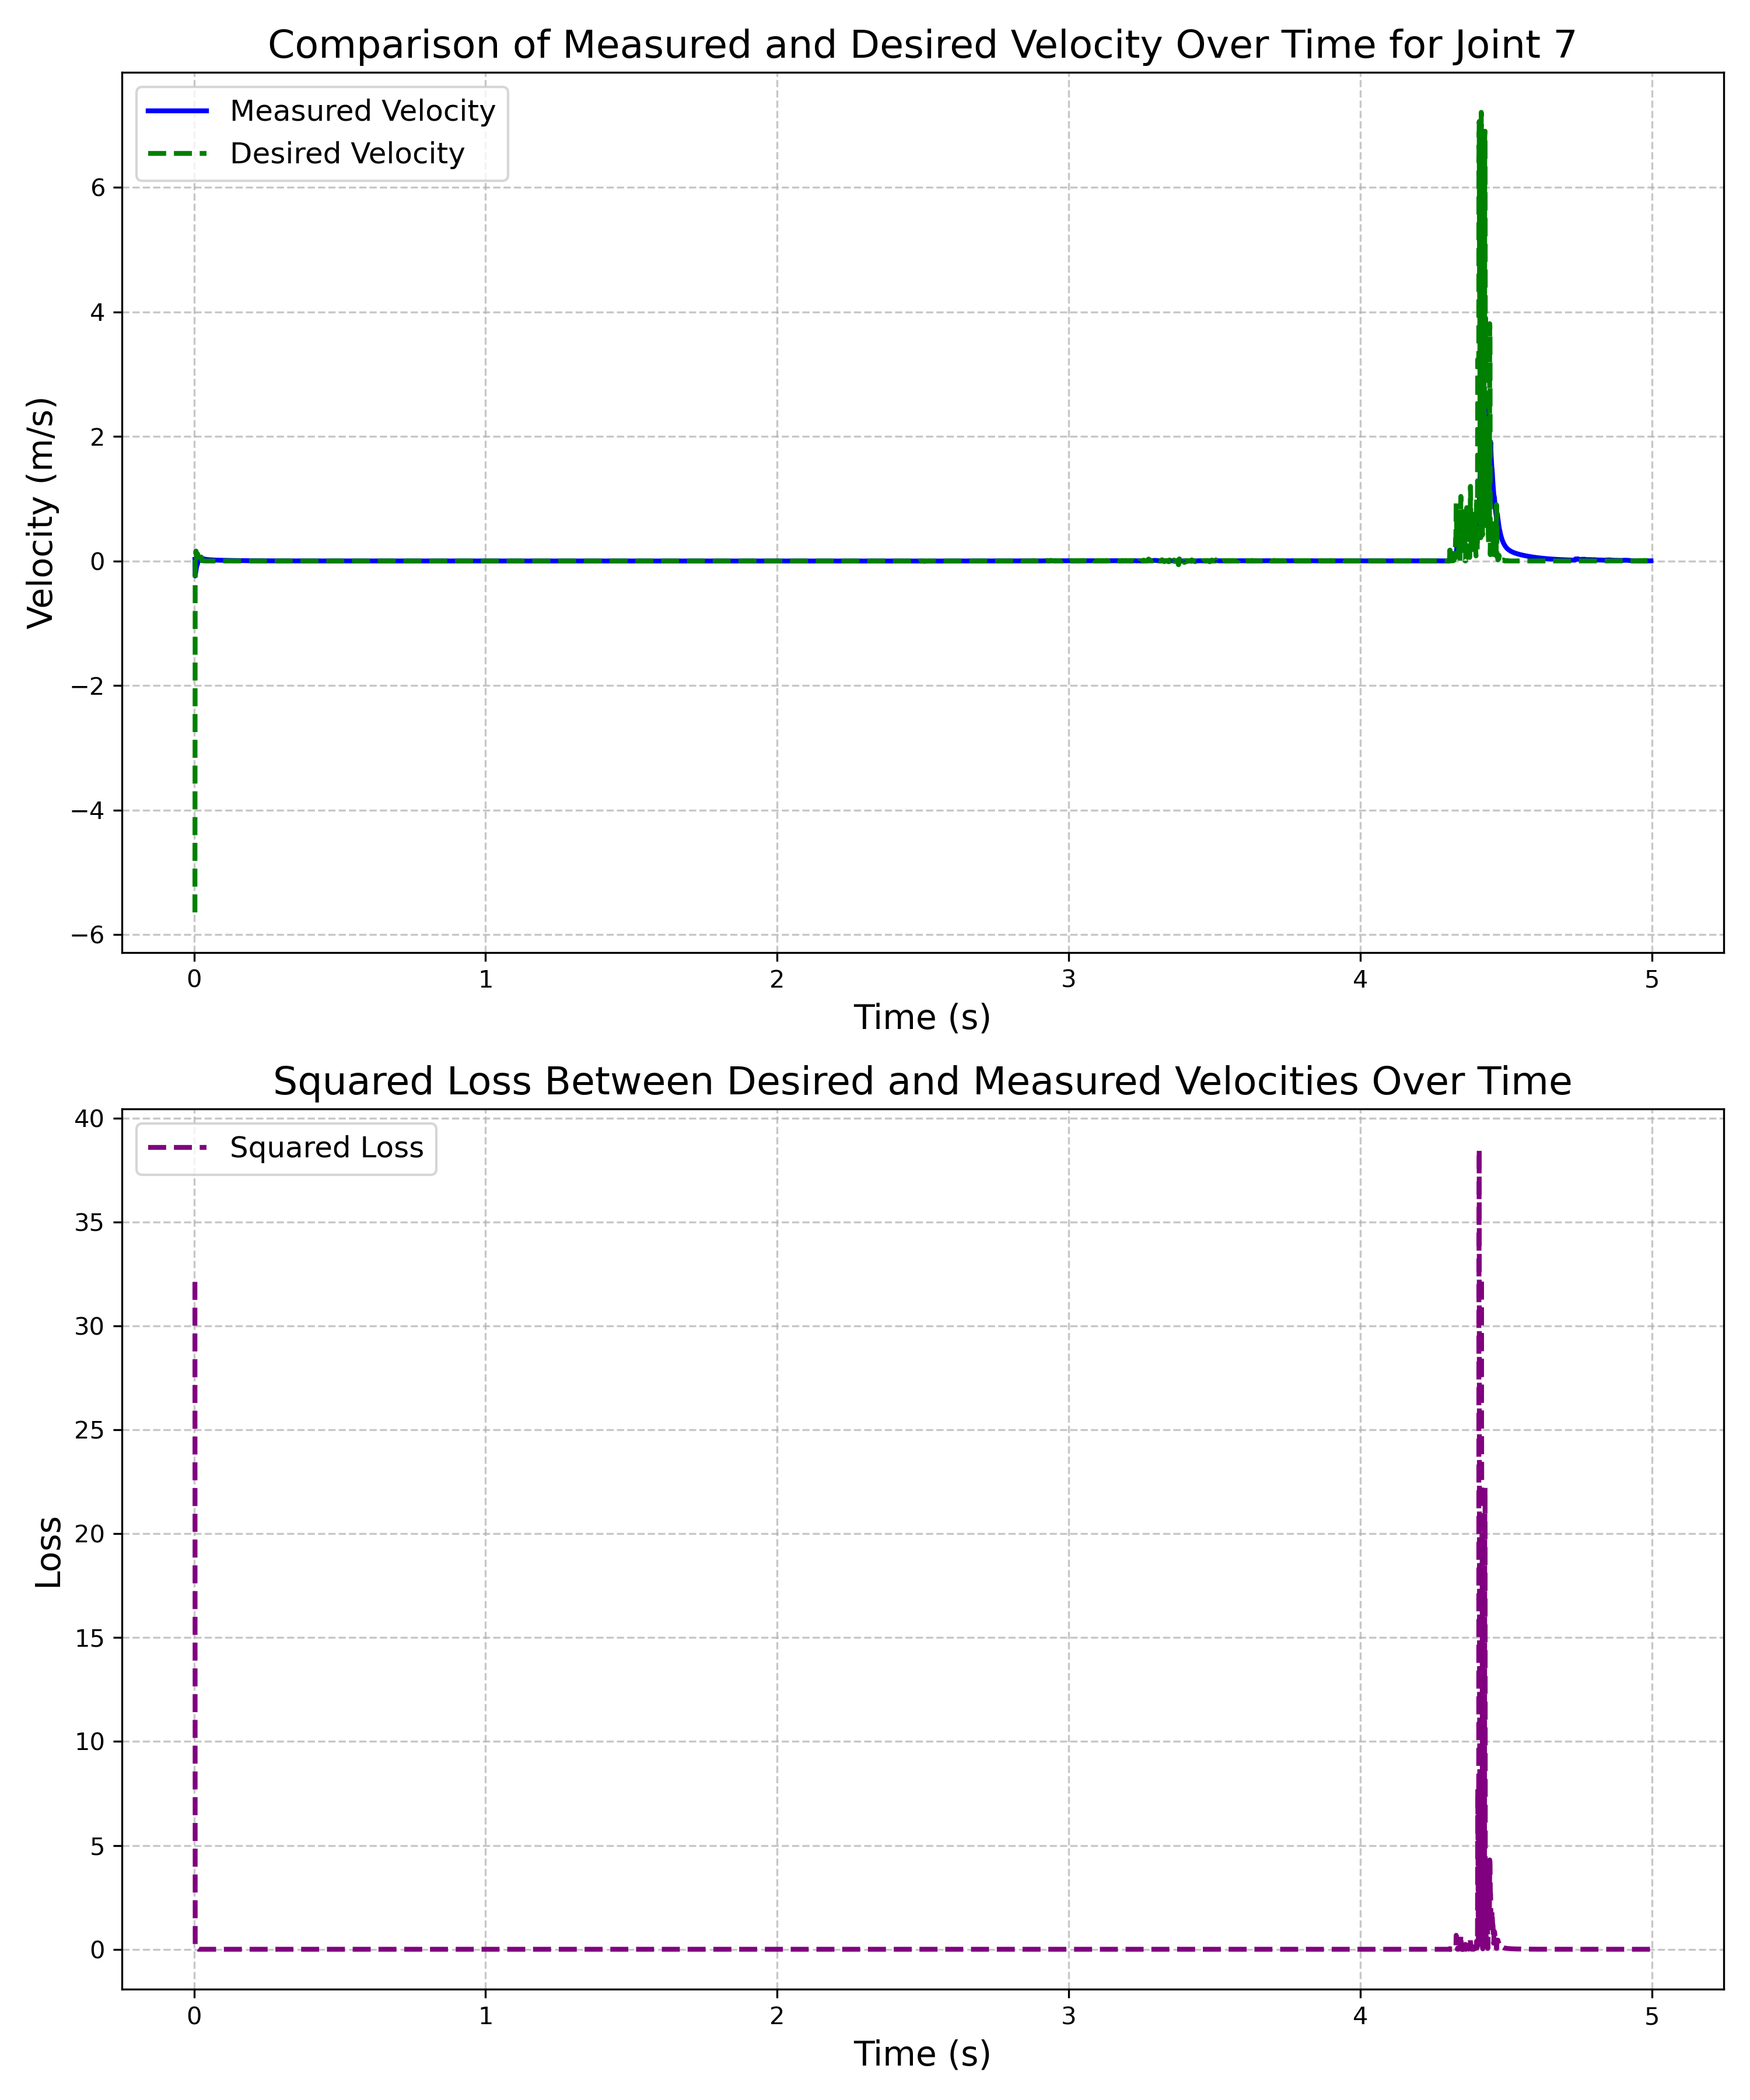 Comparison of Measured and Desired Velocity Over Time for Joint 7
Measured Velocity
Desired Velocity
Velocity (m/s)
6
4
2
0
−2
−4
−6
0 1 2 3 4 5
Time (s)
Squared Loss Between Desired and Measured Velocities Over Time
Squared Loss
Loss
40
35
30
25
20
15
10
5
0
0 1 2 3 4 5
Time (s)